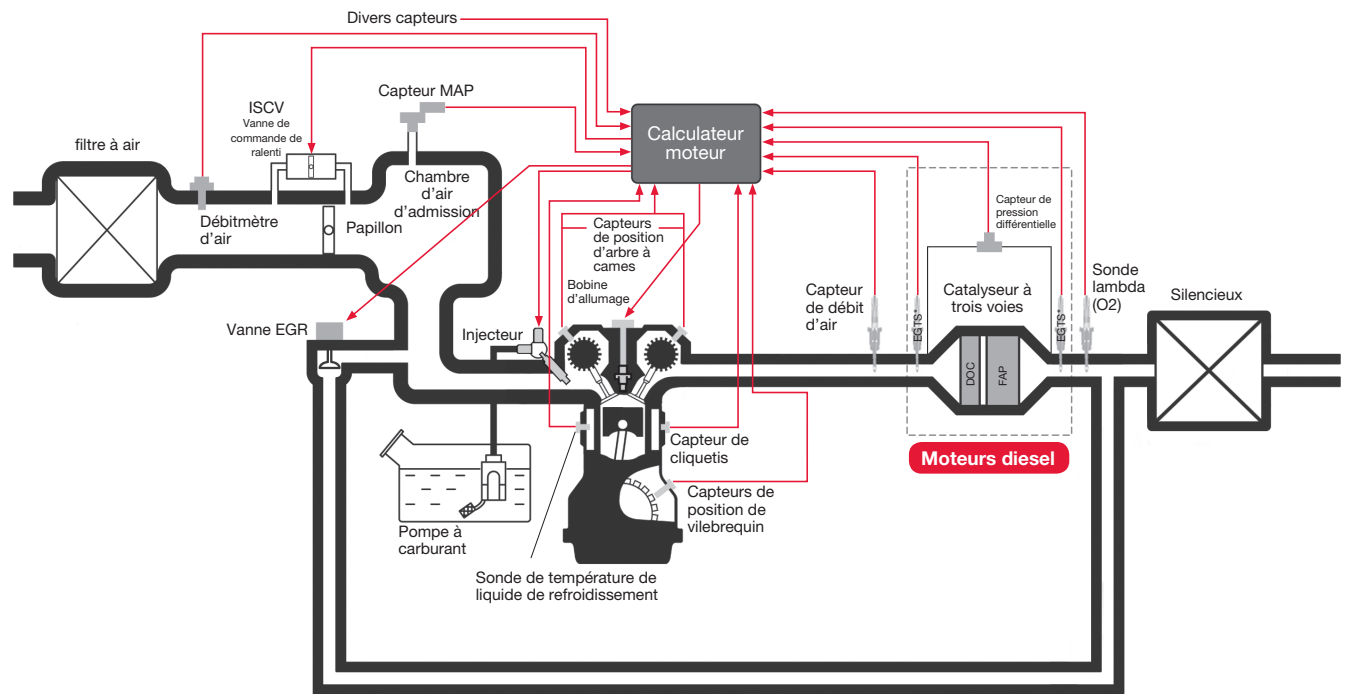 Divers capteurs
Capteur MAP
ISCV
Vanne de
commande de
ralenti
filtre à air
Calculateur
moteur
Chambre
d'air
d'admission
Débitmètre
d'air
Papillon
Capteurs
de position
d'arbre à
cames
Bobine
d'allumage
Capteur de
pression
différentielle
Capteur
de débit
d'air
Catalyseur à
trois voies
Sonde
lambda
(O2)
Silencieux
Vanne EGR
Injecteur
EGTS*
EGTS*
DOC
FAP
Capteur de
cliquetis
Moteurs diesel
Capteurs de
position de
vilebrequin
Pompe à
carburant
Sonde de température de
liquide de refroidissement